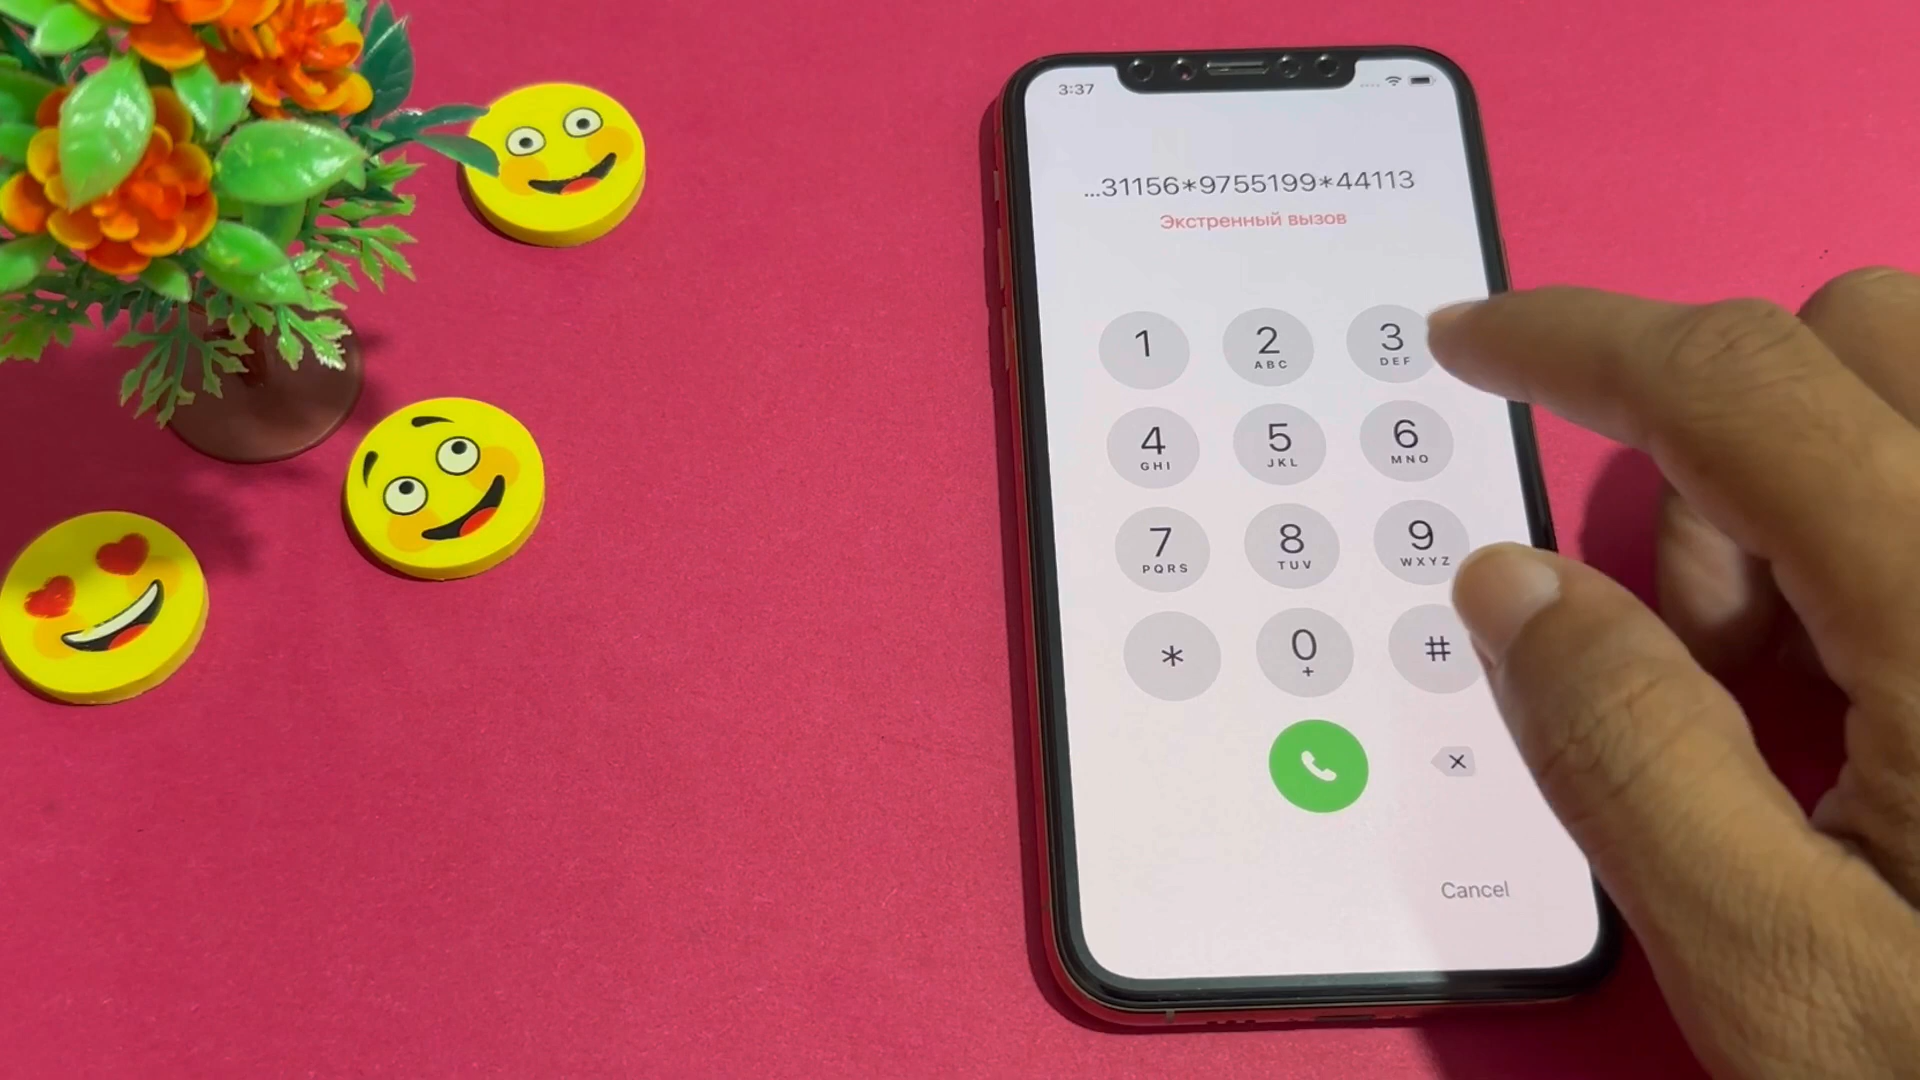 3:37
...31156*9755199*44113
Экстренный вызов
1
2
ABC
3
DEF
4
GHI
5
JKL
6
MNO
7
PQRS
8
TUV
9
WXYZ
*
0
+
#
Cancel